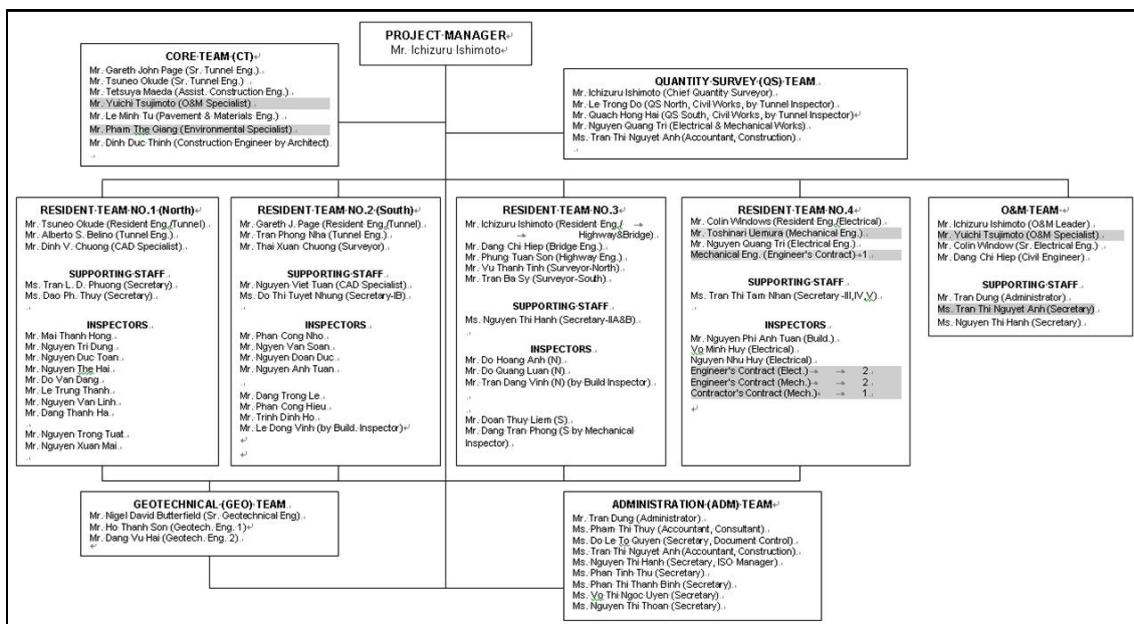 PROJECT MANAGER
Mr. Ichizuru Ishimoto
CORE TEAM (CT)
Mr. Gareth John Page (Sr. Tunnel Eng.)
Mr. Tsuneo Okude (Sr. Tunnel Eng.)
Mr. Tetsuya Maeda (Assist. Construction Eng.)
Mr. Yuichi Tsujimoto (O&M Specialist)
Mr. Le Minh Tu (Pavement & Materials Eng.)
Mr. Pham The Giang (Environmental Specialist)
Mr. Dinh Duc Thinh (Construction Engineer by Architect)
QUANTITY SURVEY (QS) TEAM
Mr. Ichizuru Ishimoto (Chief Quantity Surveyor)
Mr. Le Trong Do (QS North, Civil Works, by Tunnel Inspector)
Mr. Quach Hong Hai (QS South, Civil Works, by Tunnel Inspector)
Mr. Nguyen Quang Tri (Electrical & Mechanical Works)
Ms. Tran Thi Nguyet Anh (Accountant, Construction)
RESIDENT TEAM NO.1 (North)
Mr. Tsuneo Okude (Resident Eng./Tunnel)
Mr. Alberto S. Belino (Tunnel Eng.)
Mr. Dinh V. Chuong (CAD Specialist)
SUPPORTING STAFF
Ms. Tran L. D. Phuong (Secretary)
Ms. Dao Ph. Thuy (Secretary)
INSPECTORS
Mr. Mai Thanh Hong
Mr. Nguyen Tri Dung
Mr. Nguyen Duc Toan
Mr. Nguyen The Hai
Mr. Do Van Dang
Mr. Le Trung Thanh
Mr. Nguyen Van Linh
Mr. Dang Thanh Ha
Mr. Nguyen Trong Tuat
Mr. Nguyen Xuan Mai
RESIDENT TEAM NO.2 (South)
Mr. Gareth J. Page (Resident Eng./Tunnel)
Mr. Tran Phong Nha (Tunnel Eng.)
Mr. Thai Xuan Chuong (Surveyor)
SUPPORTING STAFF
Mr. Nguyen Viet Tuan (CAD Specialist)
Ms. Do Thi Tuyet Nhung (Secretary-IB)
INSPECTORS
Mr. Phan Cong Nho
Mr. Nguyen Van Soan
Mr. Nguyen Doan Duc
Mr. Nguyen Anh Tuan
Mr. Dang Trong Le
Mr. Phan Cong Hieu
Mr. Trinh Dinh Ho
Mr. Le Dong Vinh (by Build. Inspector)
RESIDENT TEAM NO.3
Mr. Ichizuru Ishimoto (Resident Eng./ →
→ Highway&Bridge)
Mr. Dang Chi Hiep (Bridge Eng.)
Mr. Phung Tuan Son (Highway Eng.)
Mr. Vu Thanh Tinh (Surveyor-North)
Mr. Tran Ba Sy (Surveyor-South)
SUPPORTING STAFF
Ms. Nguyen Thi Hanh (Secretary-IIA&B)
INSPECTORS
Mr. Do Hoang Anh (N)
Mr. Do Quang Luan (N)
Mr. Tran Dang Vinh (N) (by Build Inspector)
Mr. Doan Thuy Liem (S)
Mr. Dang Tran Phong (S by Mechanical
Inspector)
RESIDENT TEAM NO.4
Mr. Colin Windows (Resident Eng./Electrical)
Mr. Toshinari Uemura (Mechanical Eng.)
Mr. Nguyen Quang Tri (Electrical Eng.)
Mechanical Eng. (Engineer's Contract) → 1
SUPPORTING STAFF
Ms. Tran Thi Tam Nhan (Secretary-III,IV,V)
INSPECTORS
Mr. Nguyen Phi Anh Tuan (Build.)
Vo Minh Huy (Electrical)
Nguyen Nhu Huy (Electrical)
Engineer's Contract (Elect.) → → 2
Engineer's Contract (Mech.) → 2
Contractor's Contract (Mech.) → 1
O&M TEAM
Mr. Ichizuru Ishimoto (O&M Leader)
Mr. Yuichi Tsujimoto (O&M Specialist)
Mr. Colin Window (Sr. Electrical Eng.)
Mr. Dang Chi Hiep (Civil Engineer)
SUPPORTING STAFF
Mr. Tran Dung (Administrator)
Ms. Tran Thi Nguyet Anh (Secretary)
Ms. Nguyen Thi Hanh (Secretary)
GEOTECHNICAL (GEO) TEAM
Mr. Nigel David Butterfield (Sr. Geotechnical Eng)
Mr. Ho Thanh Son (Geotech. Eng. 1)
Mr. Dang Vu Hai (Geotech. Eng. 2)
ADMINISTRATION (ADM) TEAM
Mr. Tran Dung (Administrator)
Ms. Pham Thi Thuy (Accountant, Consultant)
Ms. Do Le To Quyen (Secretary, Document Control)
Ms. Tran Thi Nguyet Anh (Accountant, Construction)
Ms. Nguyen Thi Hanh (Secretary, ISO Manager)
Ms. Phan Tinh Thu (Secretary)
Ms. Phan Thi Thanh Binh (Secretary)
Ms. Vo Thi Ngoc Uyen (Secretary)
Ms. Nguyen Thi Thoan (Secretary)